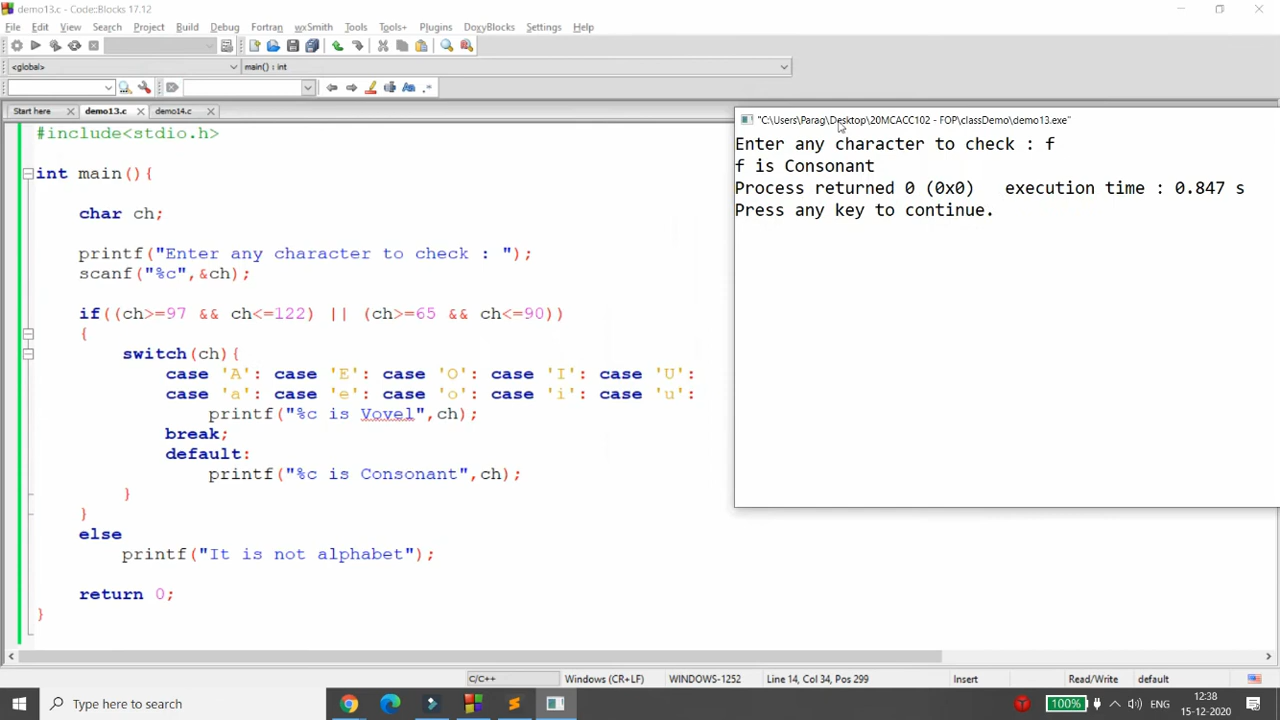 demo13.c - Code::Blocks 17.12
File Edit View Search Project Build Debug Fortran wxSmith Tools Tools+ Plugins DoxyBlocks Settings Help
<global> main() : int
Start here demo13.c demo14.c
#include<stdio.h>
int main(){
char ch;
printf("Enter any character to check : ");
scanf("%c",&ch);
if((ch>=97 && ch<=122) || (ch>=65 && ch<=90))
{
switch(ch){
case 'A': case 'E': case 'O': case 'I': case 'U':
case 'a': case 'e': case 'o': case 'i': case 'u':
printf("%c is Vovel",ch);
break;
default:
printf("%c is Consonant",ch);
}
}
else
printf("It is not alphabet");
return 0;
}
"C:\Users\Parag\Desktop\20MCACC102 - FOP\classDemo\demo13.exe"
Enter any character to check : f
f is Consonant
Process returned 0 (0x0) execution time : 0.847 s
Press any key to continue.
C/C++ Windows (CR+LF) WINDOWS-1252 Line 14, Col 34, Pos 299 Insert Read/Write default
Type here to search
100% ENG
12:38
15-12-2020